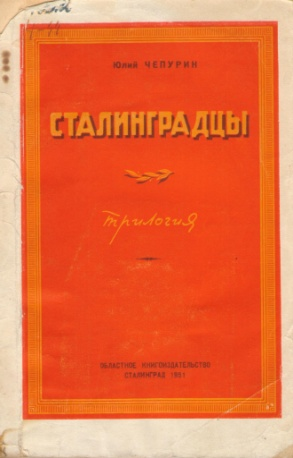 Юлий ЧЕПУРИН
СТАЛИНГРАДЦЫ
трилогия
ОБЛАСТНОЕ КНИГОИЗДАТЕЛЬСТВО
СТАЛИНГРАД 1951